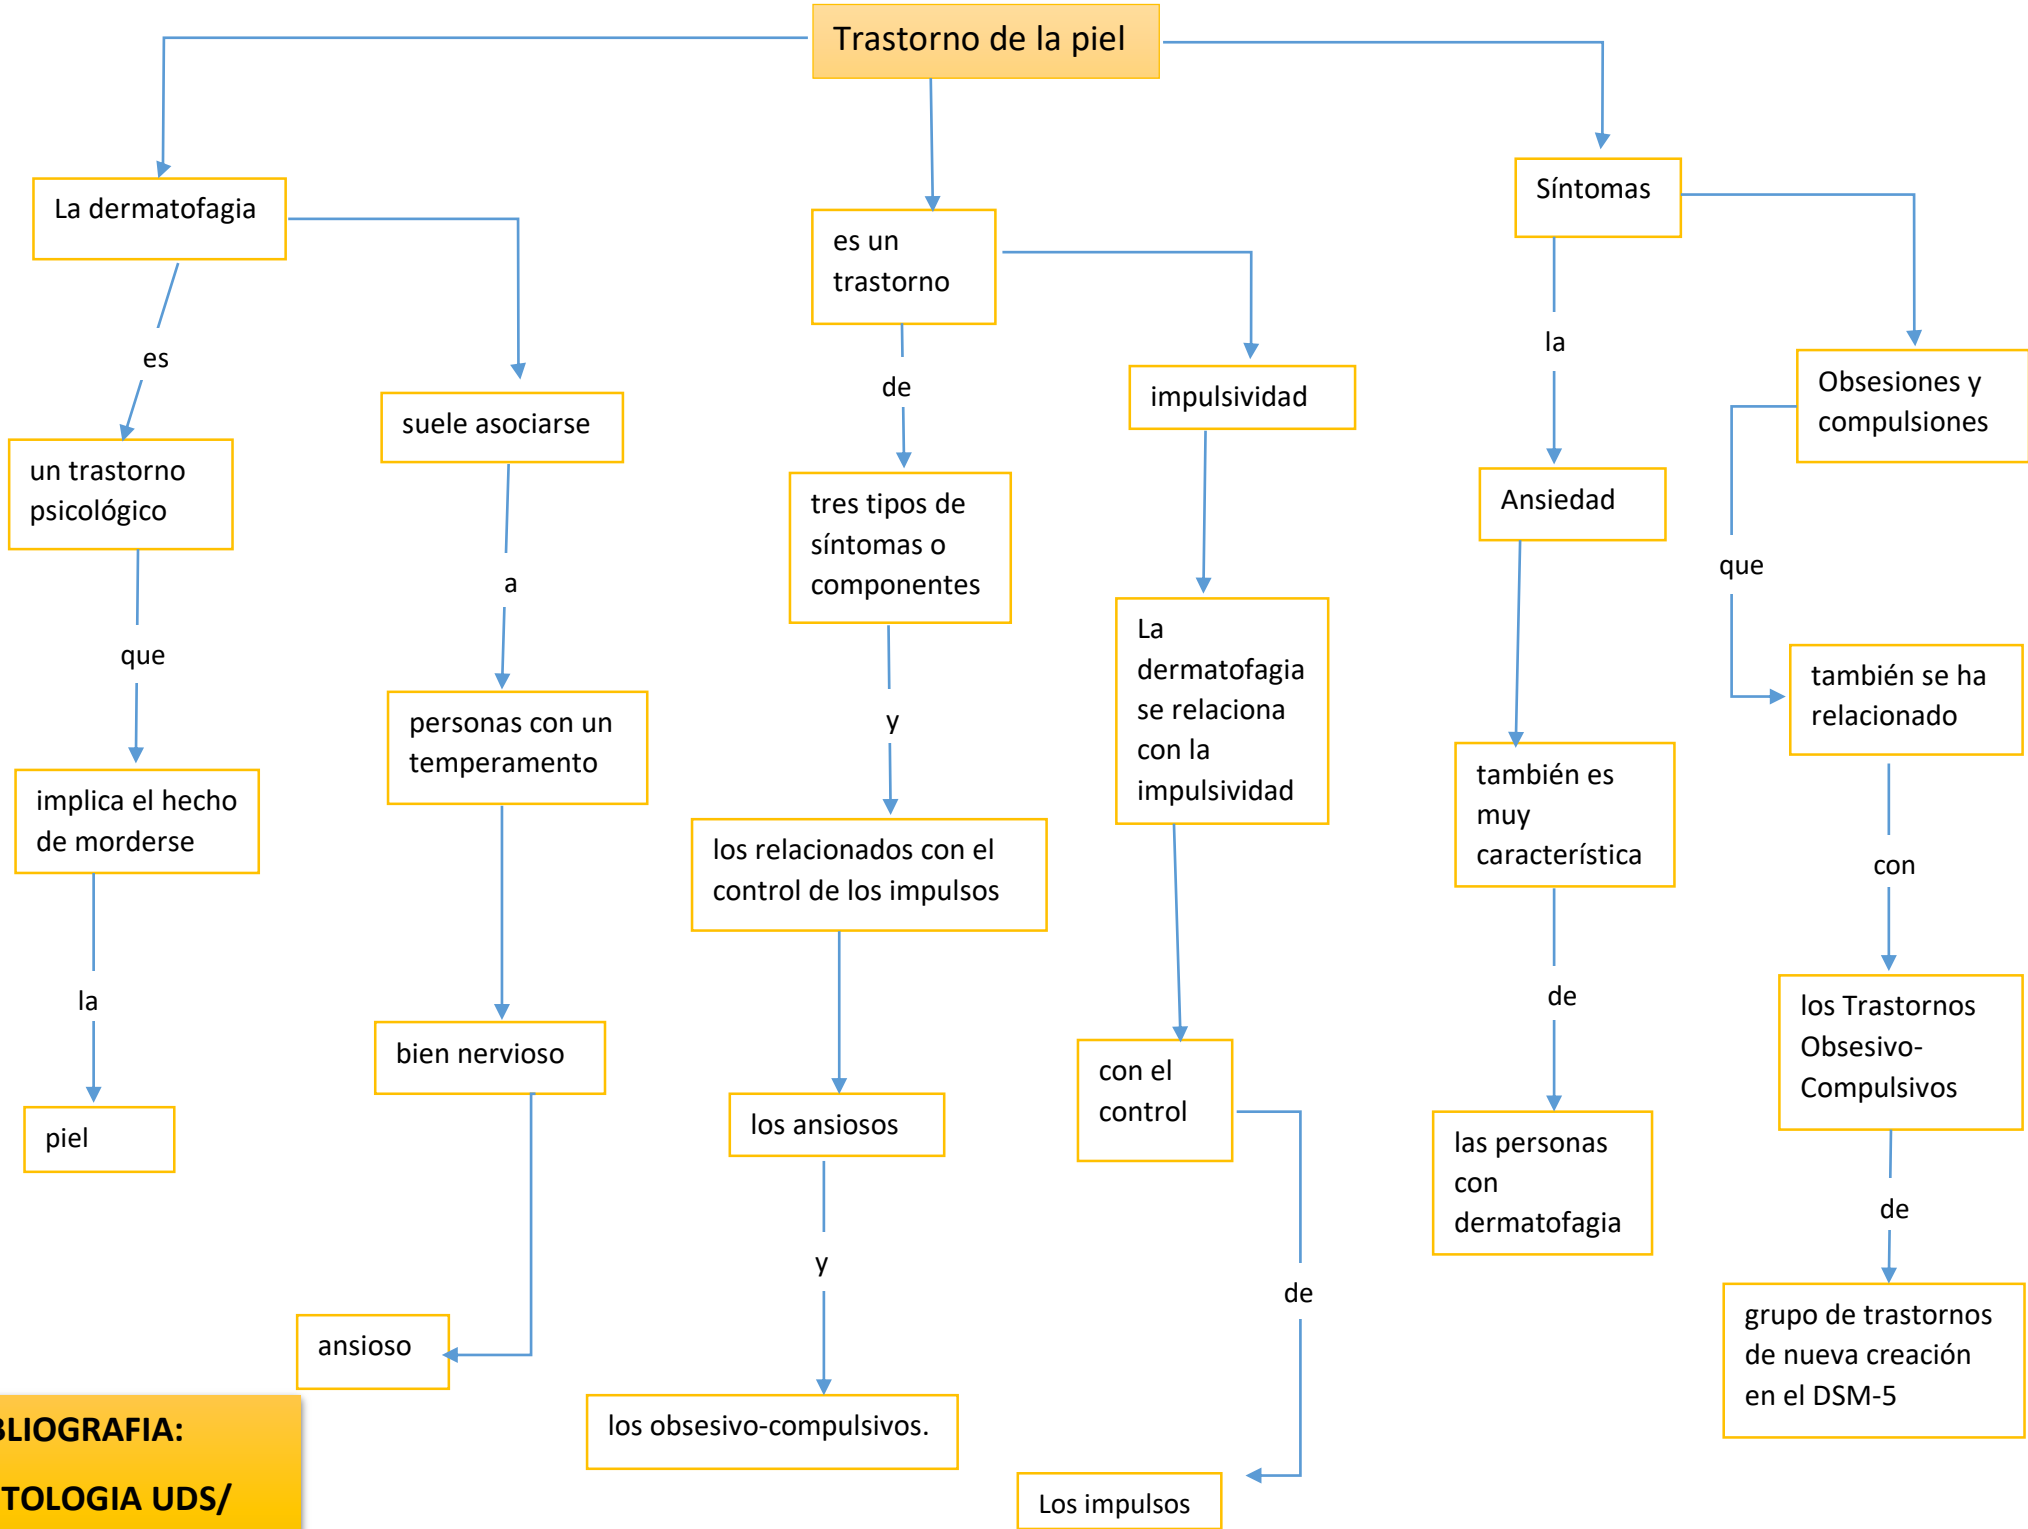 Trastorno de la piel
La dermatofagia
es
un trastorno
psicológico
que
implica el hecho
de morderse
la
piel
suele asociarse
a
personas con un
temperamento
bien nervioso
ansioso
es un
trastorno
de
tres tipos de
síntomas o
componentes
y
los relacionados con el
control de los impulsos
los ansiosos
y
los obsesivo-compulsivos.
impulsividad
La
dermatofagia
se relaciona
con la
impulsividad
con el
control
de
Los impulsos
Síntomas
la
Ansiedad
también es
muy
característica
de
las personas
con
dermatofagia
Obsesiones y
compulsiones
que
también se ha
relacionado
con
los Trastornos
Obsesivo-
Compulsivos
de
grupo de trastornos
de nueva creación
en el DSM-5
BLIOGRAFIA:
TOLOGIA UDS/